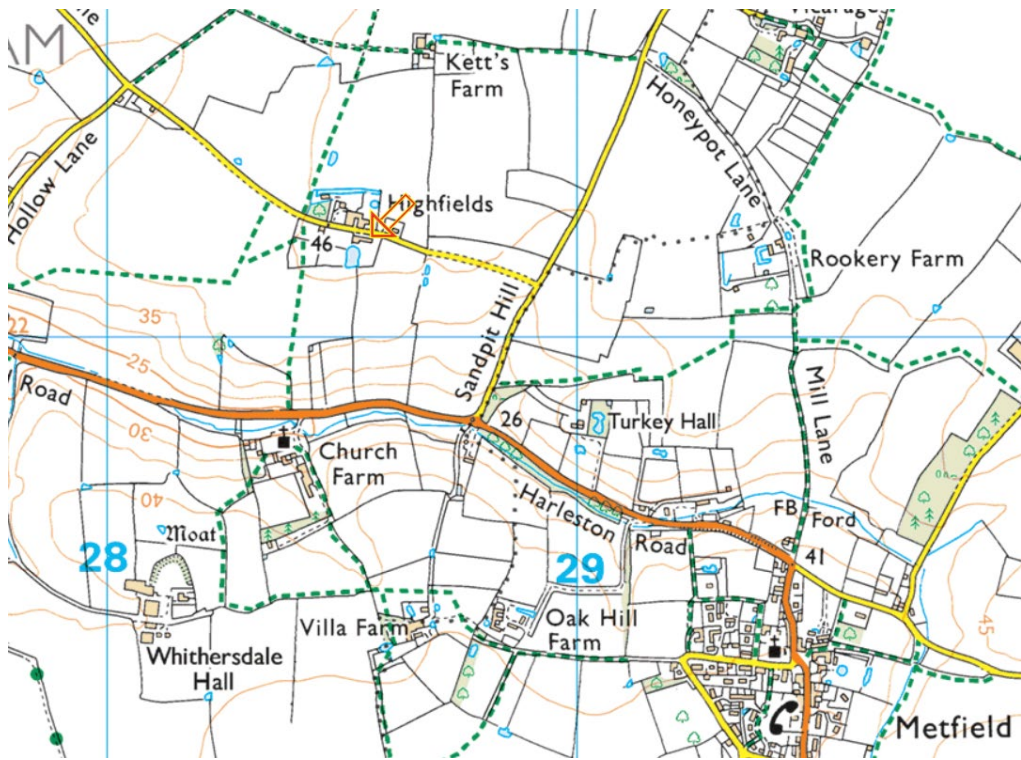 AM
Kett's
Farm
Honeypot Lane
Hollow Lane
Highfields
46
Rookery Farm
35
22
25
Sandpit Hill
Road
30
26
Turkey Hall
Mill Lane
Church
Farm
Harleston
Road
40
FB
Ford
Moat
28
29
41
45
Villa Farm
Oak Hill
Farm
Whithersdale
Hall
Metfield